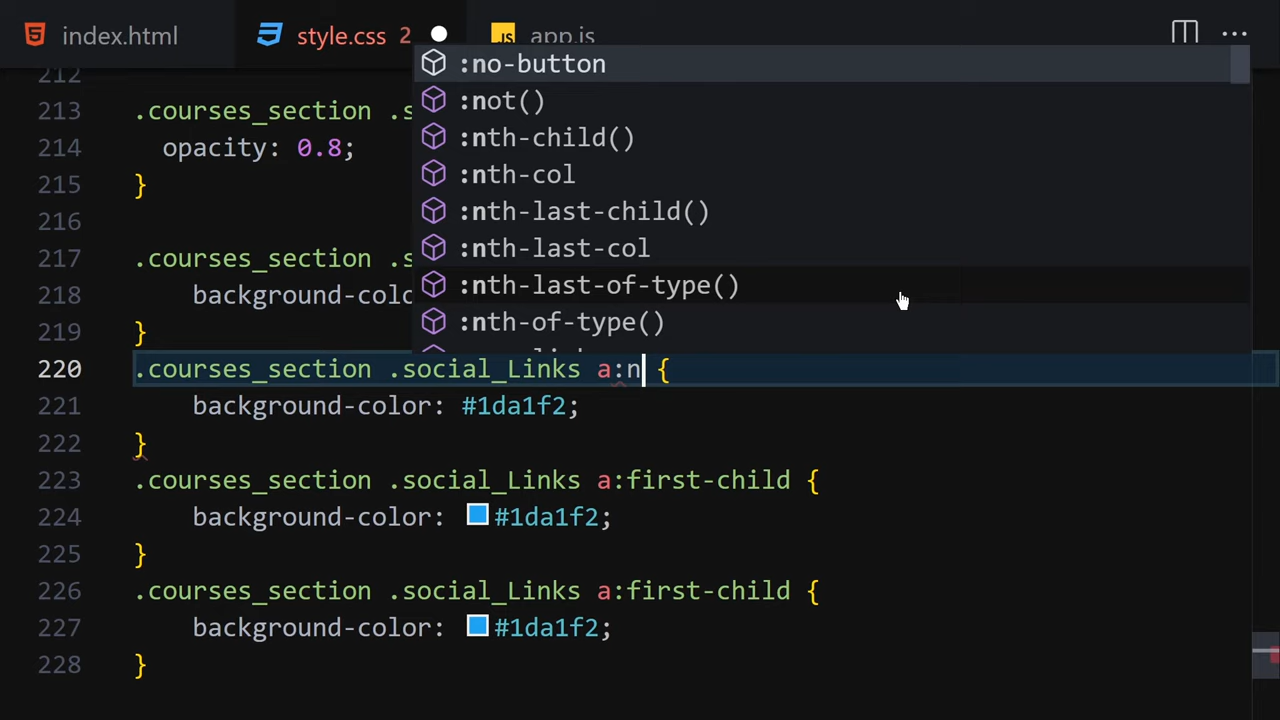 index.html style.css 2 JS app.js ...
212
:no-button
213 .courses_section .s :not()
214 opacity: 0.8; :nth-child()
:nth-col
215 } :nth-last-child()
216 :nth-last-col
217 .courses_section .s
218 background-colo :nth-last-of-type()
219 } :nth-of-type()
220 .courses_section .social_Links a:n {
221 background-color: #1da1f2;
222 }
223 .courses_section .social_Links a:first-child {
224 background-color: #1da1f2;
225 }
226 .courses_section .social_Links a:first-child {
227 background-color: #1da1f2;
228 }